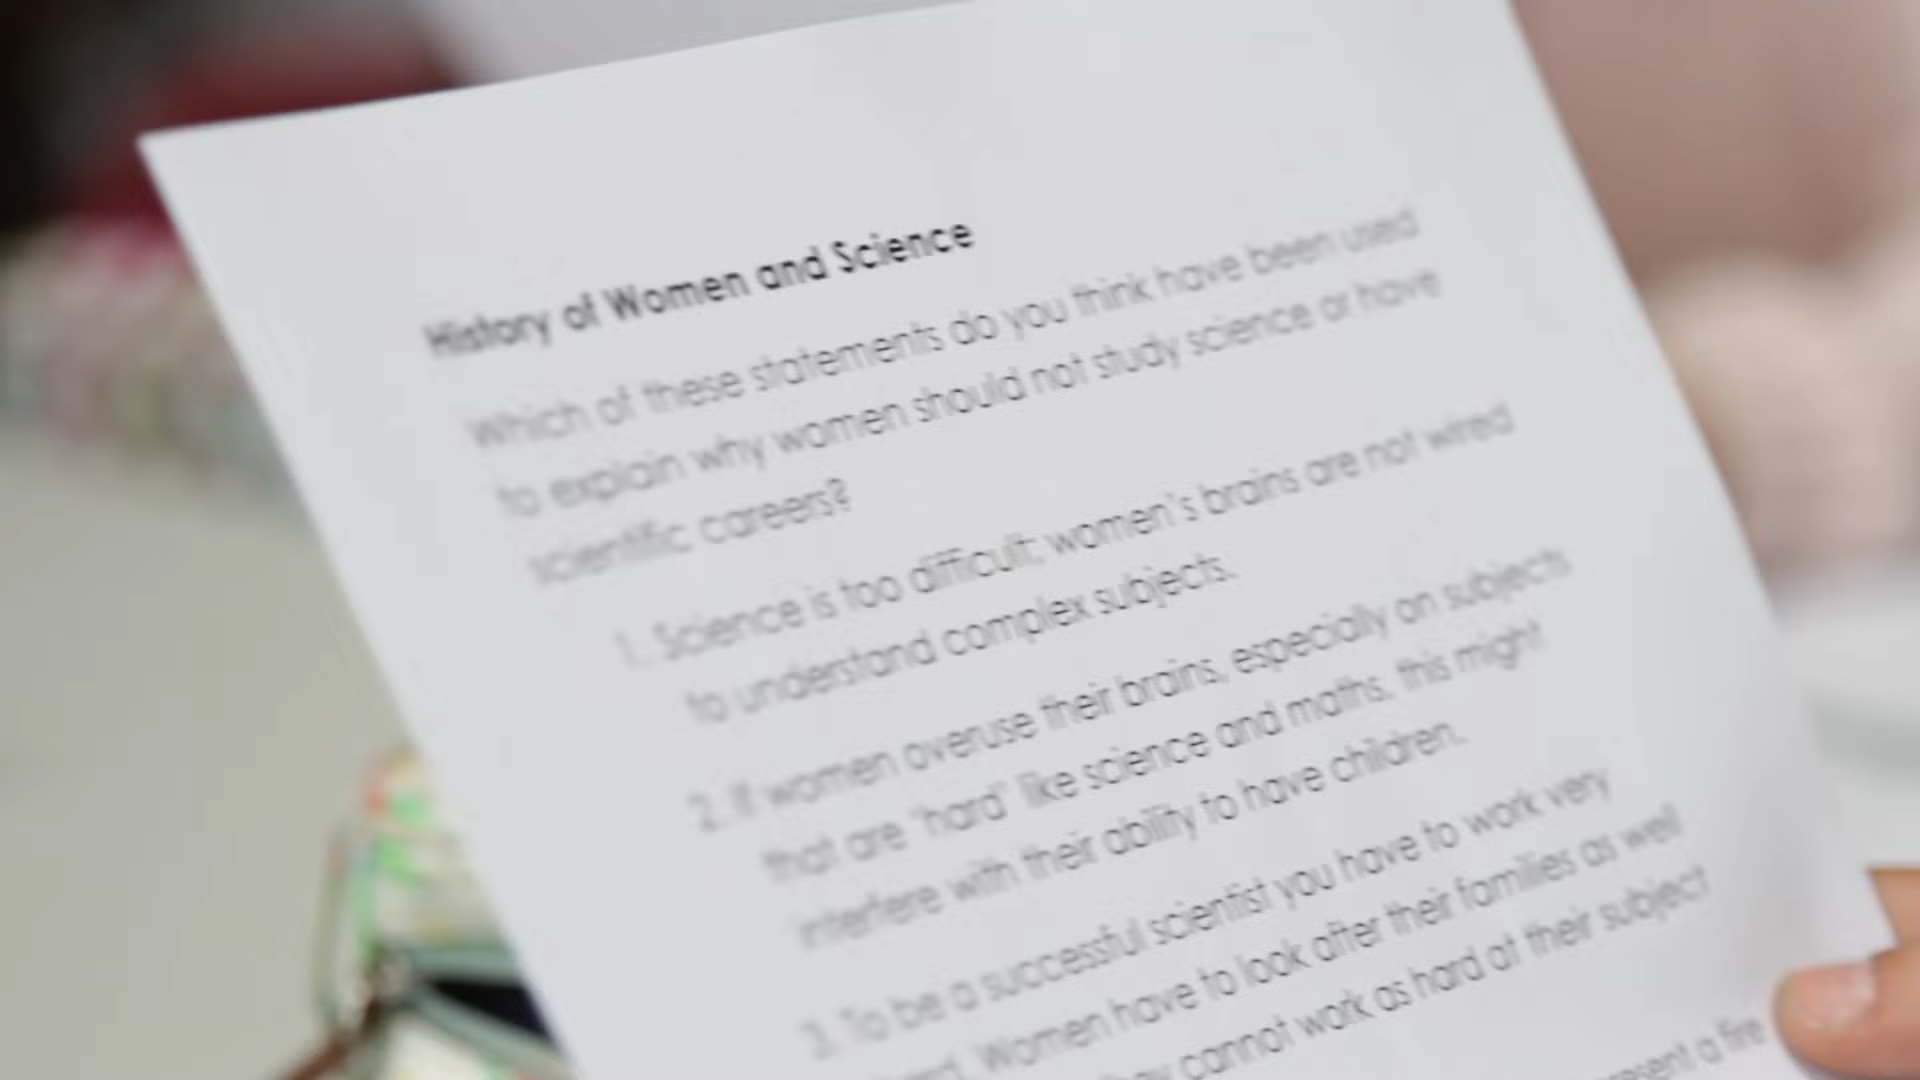 History of Women and Science
Which of these statements do you think have been used
to explain why women should not study science or have
scientific careers?
1. Science is too difficult; women's brains are not wired
to understand complex subjects.
2. If women overuse their brains, especially on subjects
that are "hard" like science and maths, this might
interfere with their ability to have children.
3. To be a successful scientist you have to work very
Women have to look after their families as well
cannot work as hard at their subject
a fire